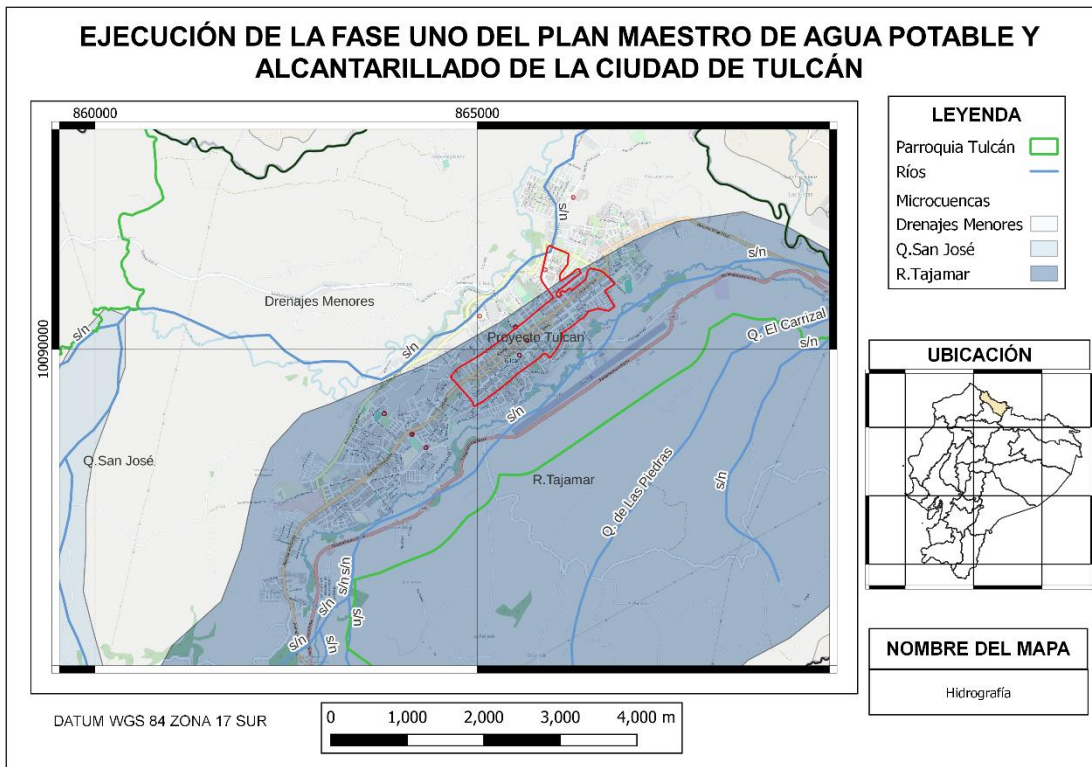 EJECUCIÓN DE LA FASE UNO DEL PLAN MAESTRO DE AGUA POTABLE Y
ALCANTARILLADO DE LA CIUDAD DE TULCÁN
860000
865000
10090000
s/n
s/n
Drenajes Menores
s/n
Proyecto Tulcán
Q. El Carrizal
s/n
s/n
s/n
s/n
Q.San José
R.Tajamar
Q. de Las Piedras
s/n
s/n
s/n
s/n
s/n
s/n
s/n
LEYENDA
Parroquia Tulcán
Ríos
Microcuencas
Drenajes Menores
Q.San José
R.Tajamar
UBICACIÓN
NOMBRE DEL MAPA
Hidrografía
DATUM WGS 84 ZONA 17 SUR
0 1,000 2,000 3,000 4,000 m